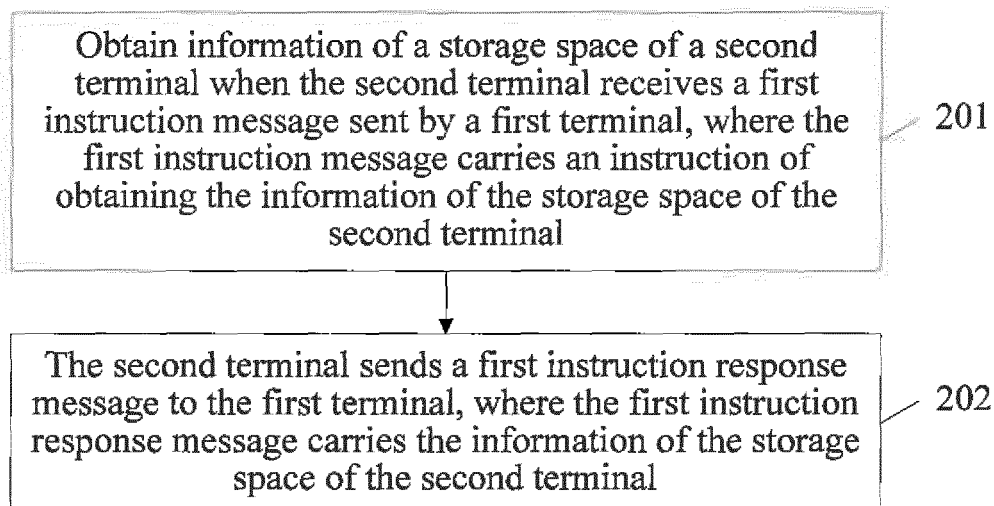 Obtain information of a storage space of a second
terminal when the second terminal receives a first
instruction message sent by a first terminal, where the
first instruction message carries an instruction of
obtaining the information of the storage space of the
second terminal
201
The second terminal sends a first instruction response
message to the first terminal, where the first instruction
response message carries the information of the storage
space of the second terminal
202